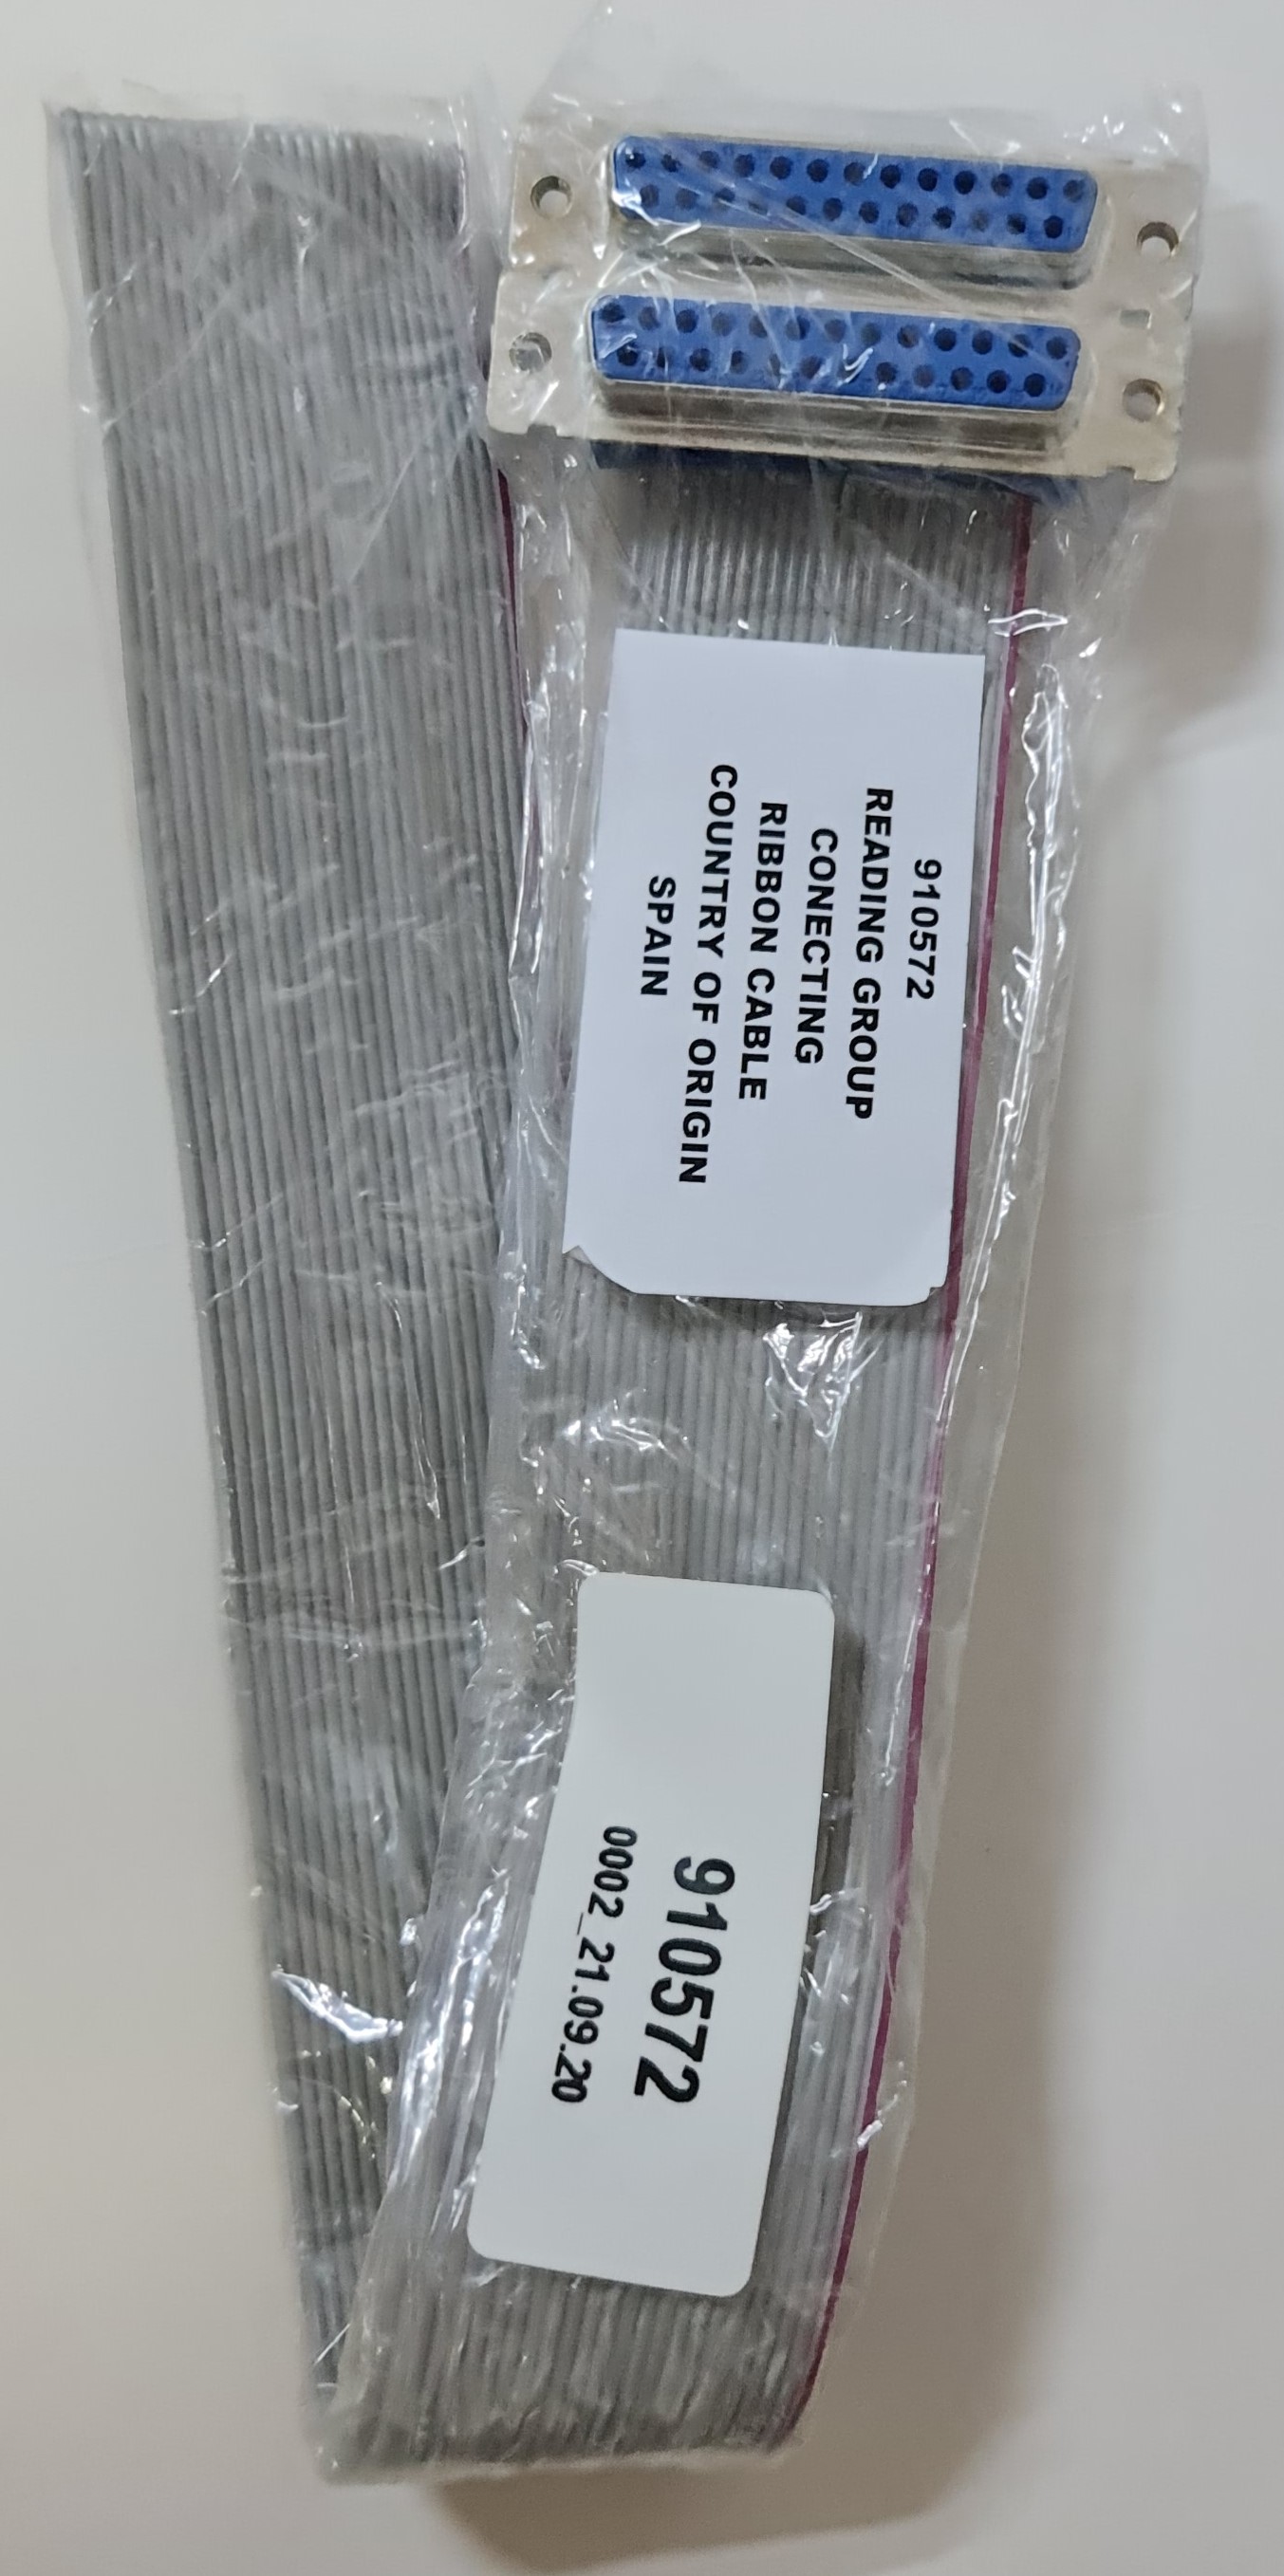 910572
READING GROUP
CONECTING
RIBBON CABLE
COUNTRY OF ORIGIN
SPAIN
910572
0002_21.09.20